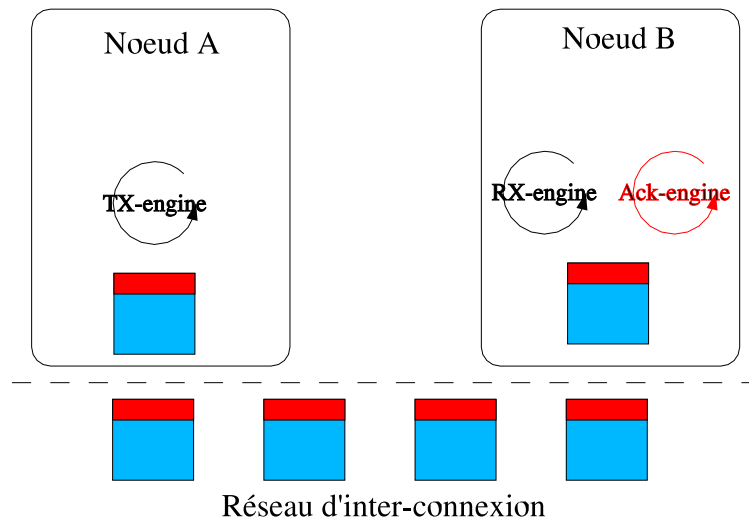 Noeud A
Noeud B
TX-engine
RX-engine
Ack-engine
Réseau d'inter-connexion